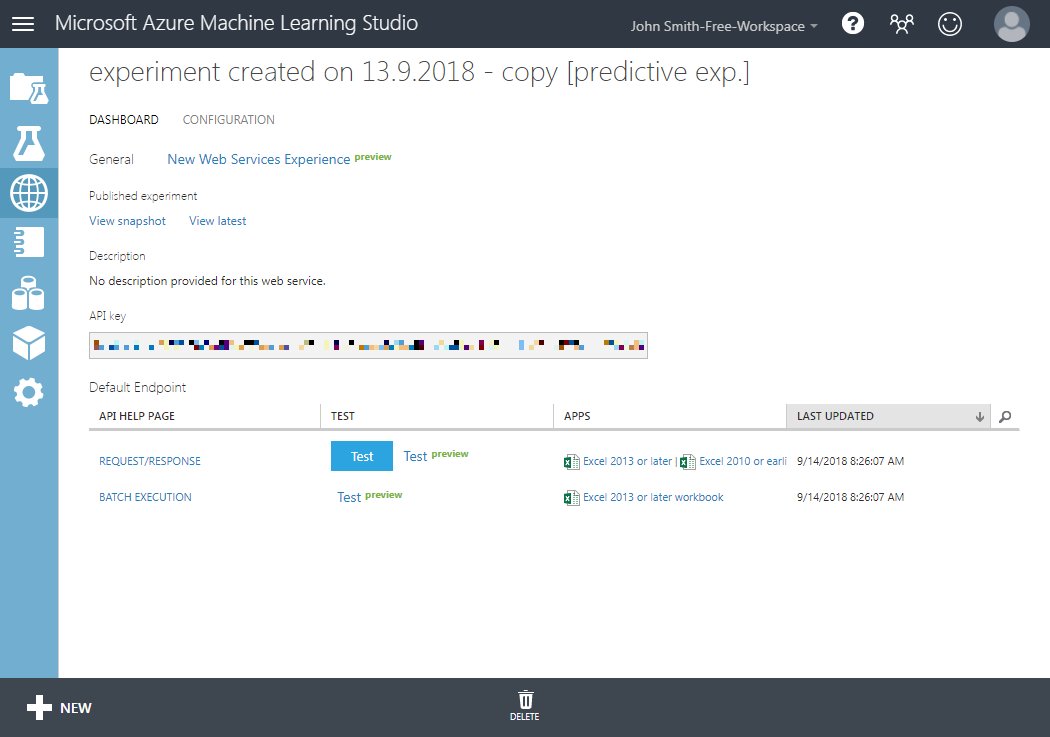 Microsoft Azure Machine Learning Studio
John Smith-Free-Workspace
experiment created on 13.9.2018 - copy [predictive exp.]
DASHBOARD CONFIGURATION
General New Web Services Experience preview
Published experiment
View snapshot View latest
Description
No description provided for this web service.
API key
Default Endpoint
API HELP PAGE TEST APPS LAST UPDATED
REQUEST/RESPONSE Test Test preview Excel 2013 or later | Excel 2010 or earli 9/14/2018 8:26:07 AM
BATCH EXECUTION Test preview Excel 2013 or later workbook 9/14/2018 8:26:07 AM
NEW DELETE